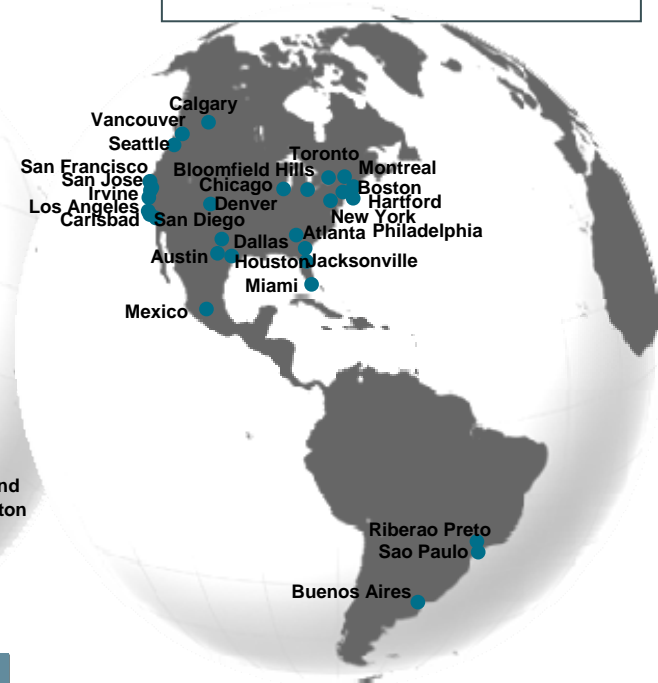 Calgary
Vancouver
Seattle
Toronto
San Francisco
Bloomfield Hills
Montreal
San Jose
Chicago
Boston
Irvine
Denver
Hartford
Los Angeles
New York
Carlsbad
San Diego
Atlanta
Philadelphia
Dallas
Austin
Houston
Jacksonville
Miami
Mexico
nd
ton
Riberao Preto
Sao Paulo
Buenos Aires